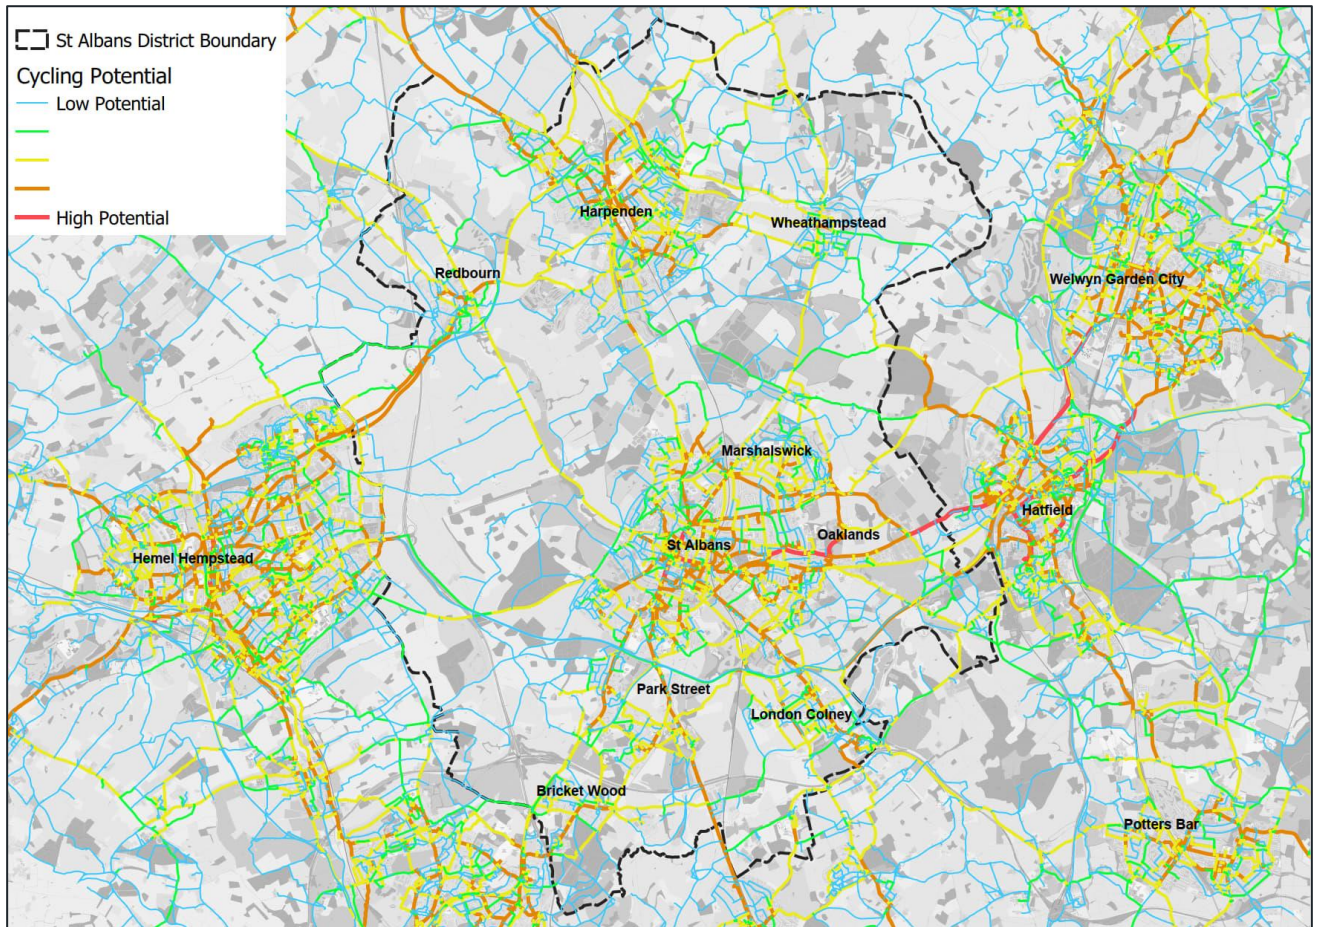 St Albans District Boundary
Cycling Potential
Low Potential
High Potential
Harpenden
Wheathampstead
Redbourn
Welwyn Garden City
Marshalswick
Hatfield
Oaklands
St Albans
Hemel Hempstead
Park Street
London Colney
Bricket Wood
Potters Bar